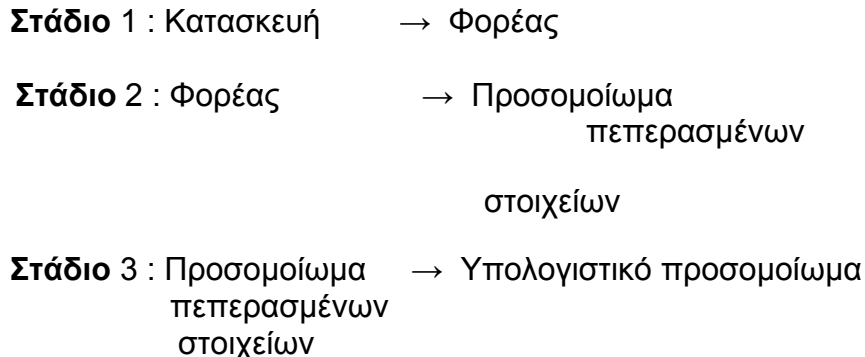 Στάδιο 1 : Κατασκευή → Φορέας
Στάδιο 2 : Φορέας → Προσομοίωμα
πεπερασμένων
στοιχείων
Στάδιο 3 : Προσομοίωμα → Υπολογιστικό προσομοίωμα
πεπερασμένων
στοιχείων